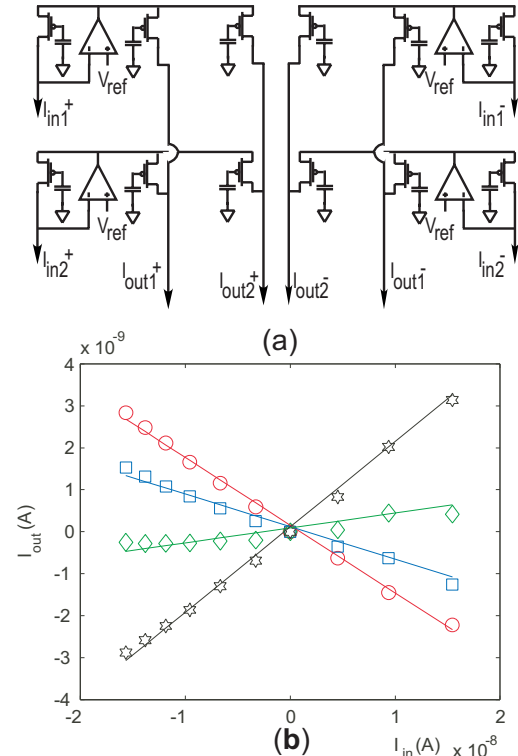 V_ref V_ref
I_in1^+ I_in1^-
V_ref V_ref
I_in2^+ I_out1^+ I_out2^+ I_out2^- I_out1^- I_in2^-
(a)
x 10^-9
4
3
2
1
0
-1
-2
-3
-4
I_out(A)
-2 -1 0 1 2
(b) I_in(A) x 10^-8